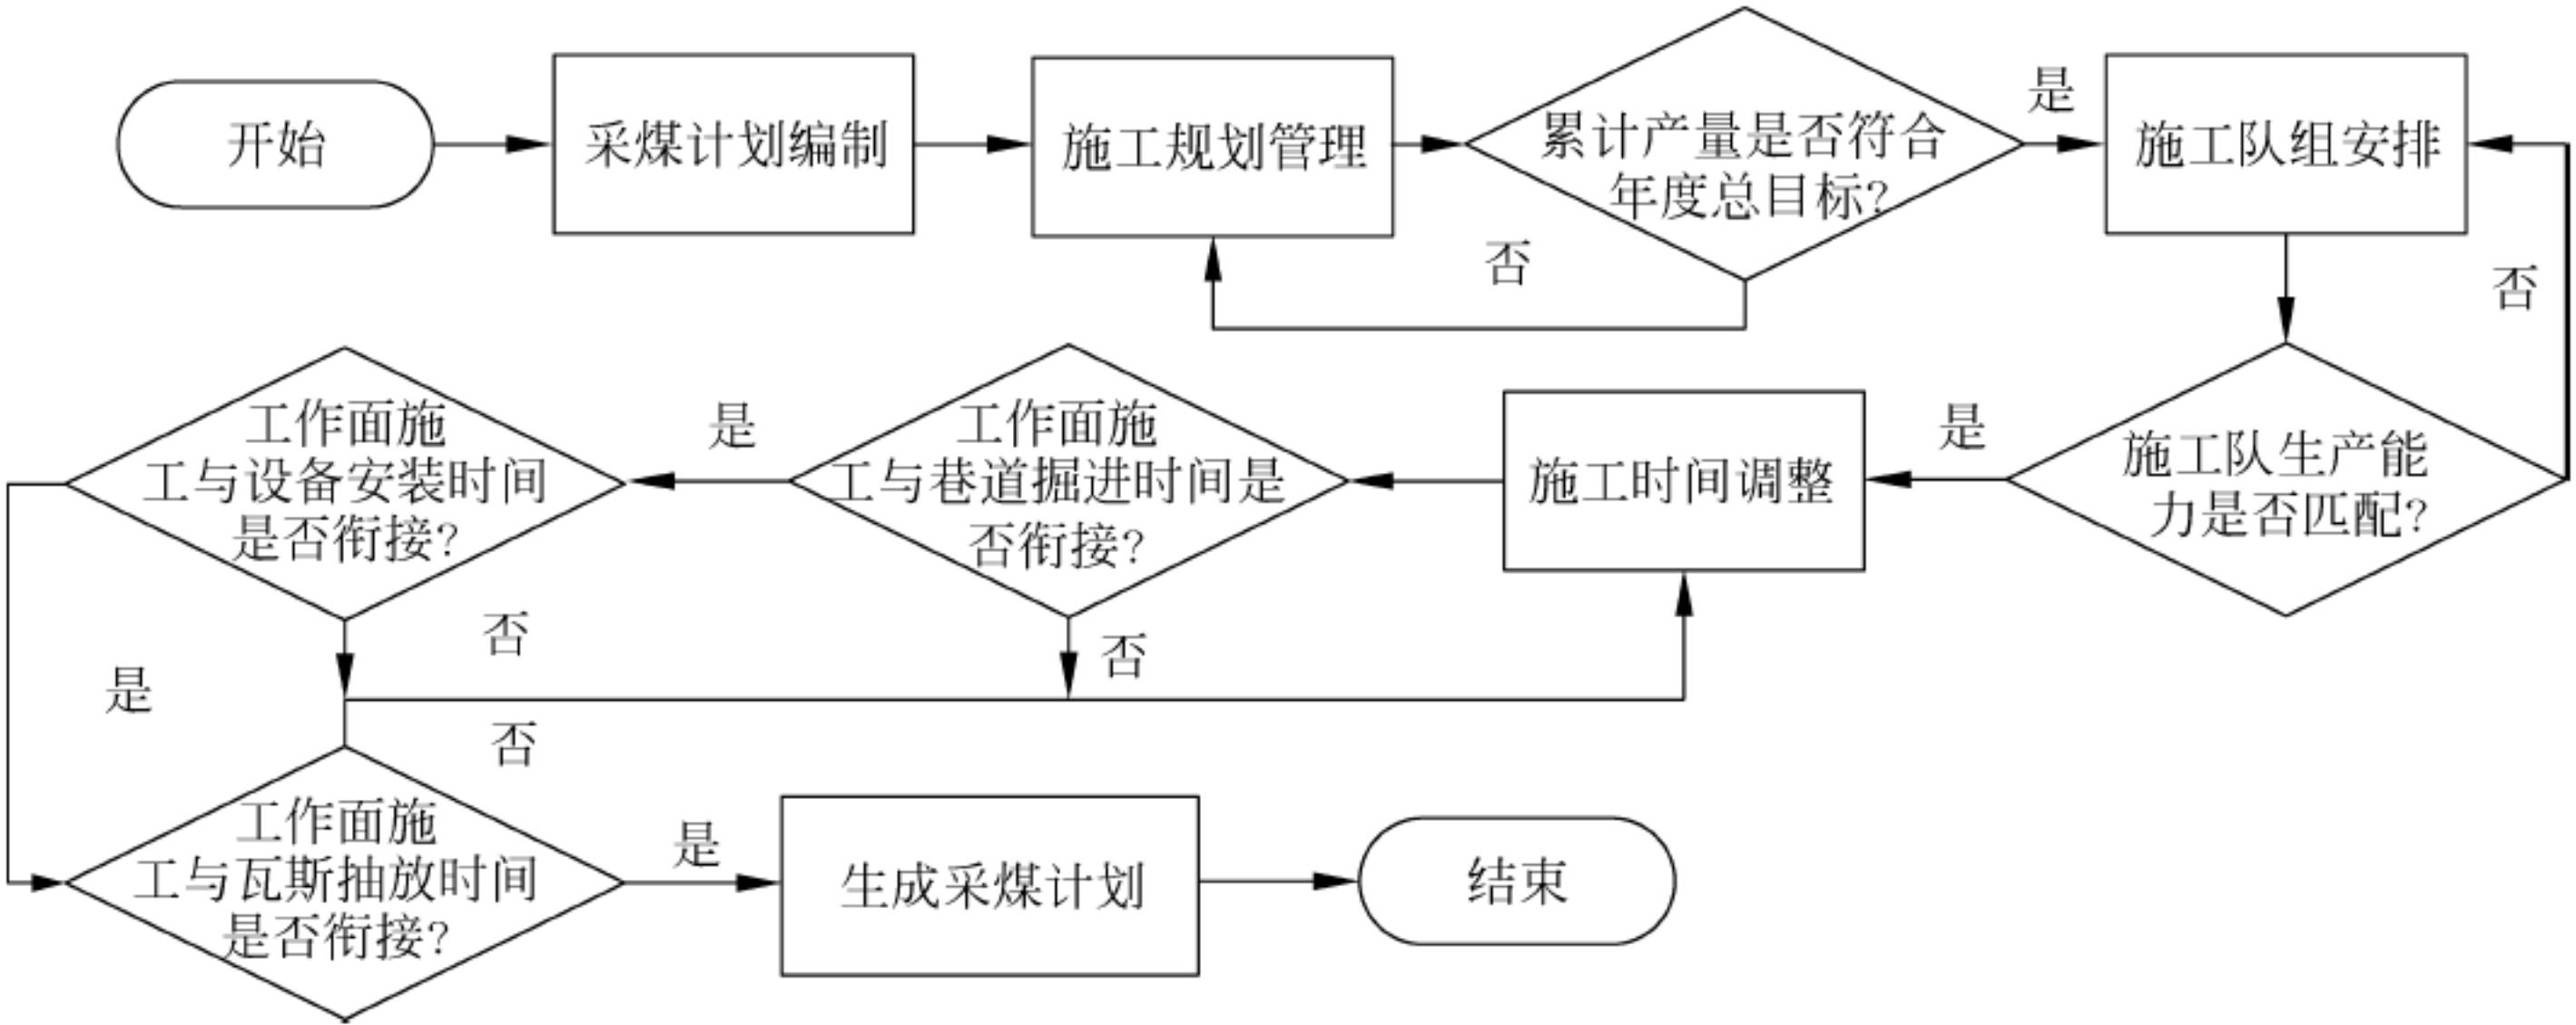 开始
采煤计划编制
施工规划管理
累计产量是否符合
年度总目标?
是
施工队组安排
否
否
工作面施
工与设备安装时间
是否衔接?
是
工作面施
工与巷道掘进时间是
否衔接?
施工时间调整
是
施工队生产能
力是否匹配?
否
否
是
否
工作面施
工与瓦斯抽放时间
是否衔接?
是
生成采煤计划
结束